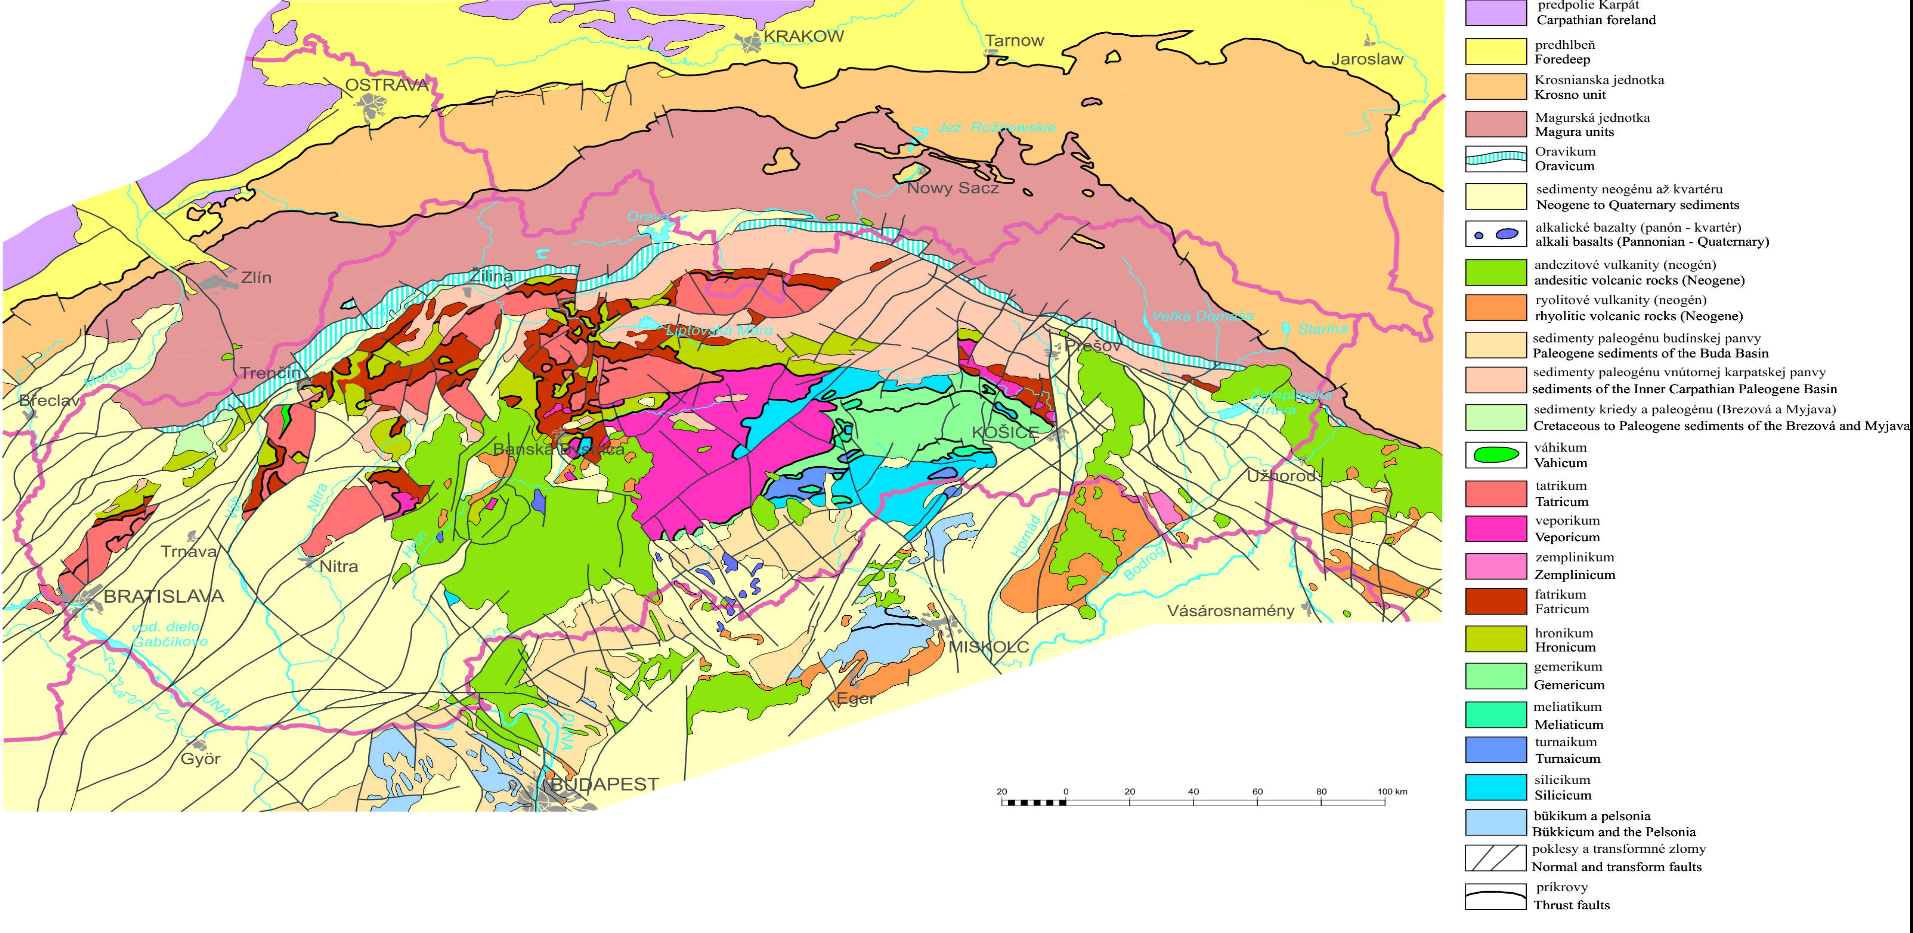 KRAKOW
Tarnow
Jaroslaw
OSTRAVA
Jez. Rożnowskie
Nowy Sacz
Orava
Zlín
Žilina
Liptovská Mara
Veľká Domaša
Starina
Prešov
Trenčín
Morava
Břeclav
Zemplínska
šírava
KOŠICE
Banská Bystrica
Užhorod
Váh
Nitra
Hron
Hornád
Bodrog
Trnava
Nitra
BRATISLAVA
vod. dielo
Gabčíkovo
Vásárosnamény
MISKOLC
Eger
DUNAJ
DUNA
Györ
BUDAPEST
20 0 20 40 60 80 100 km
predpolie Karpát
Carpathian foreland
predhlbeň
Foredeep
Krosnianska jednotka
Krosno unit
Magurská jednotka
Magura units
Oravikum
Oravicum
sedimenty neogénu až kvartéru
Neogene to Quaternary sediments
alkalické bazalty (panón - kvartér)
alkali basalts (Pannonian - Quaternary)
andezitové vulkanity (neogén)
andesitic volcanic rocks (Neogene)
ryolitové vulkanity (neogén)
rhyolitic volcanic rocks (Neogene)
sedimenty paleogénu budínskej panvy
Paleogene sediments of the Buda Basin
sedimenty paleogénu vnútornej karpatskej panvy
sediments of the Inner Carpathian Paleogene Basin
sedimenty kriedy a paleogénu (Brezová a Myjava)
Cretaceous to Paleogene sediments of the Brezová and Myjava
váhikum
Vahicum
tatrikum
Tatricum
veporikum
Veporicum
zemplinikum
Zemplinicum
fatrikum
Fatricum
hronikum
Hronicum
gemerikum
Gemericum
meliatikum
Meliaticum
turnaikum
Turnaicum
silicikum
Silicicum
bükikum a pelsonia
Bükkicum and the Pelsonia
poklesy a transformné zlomy
Normal and transform faults
príkrovy
Thrust faults